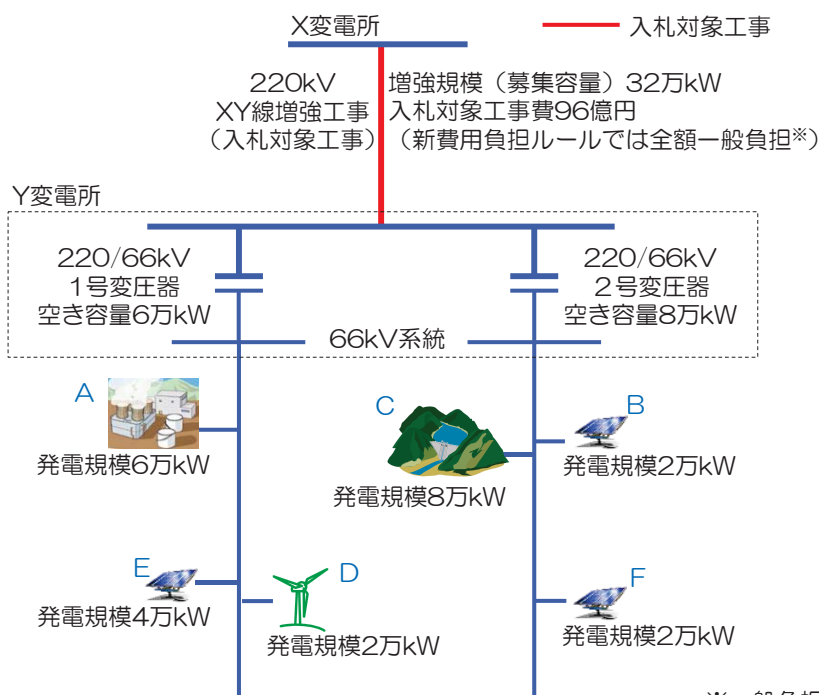 X変電所
入札対象工事
220kV
XY線増強工事
(入札対象工事)
増強規模(募集容量)32万kW
入札対象工事費96億円
(新費用負担ルールでは全額一般負担※)
Y変電所
220/66kV
1号変圧器
空き容量6万kW
220/66kV
2号変圧器
空き容量8万kW
66kV系統
A
発電規模6万kW
C
発電規模8万kW
B
発電規模2万kW
E
発電規模4万kW
D
発電規模2万kW
F
発電規模2万kW